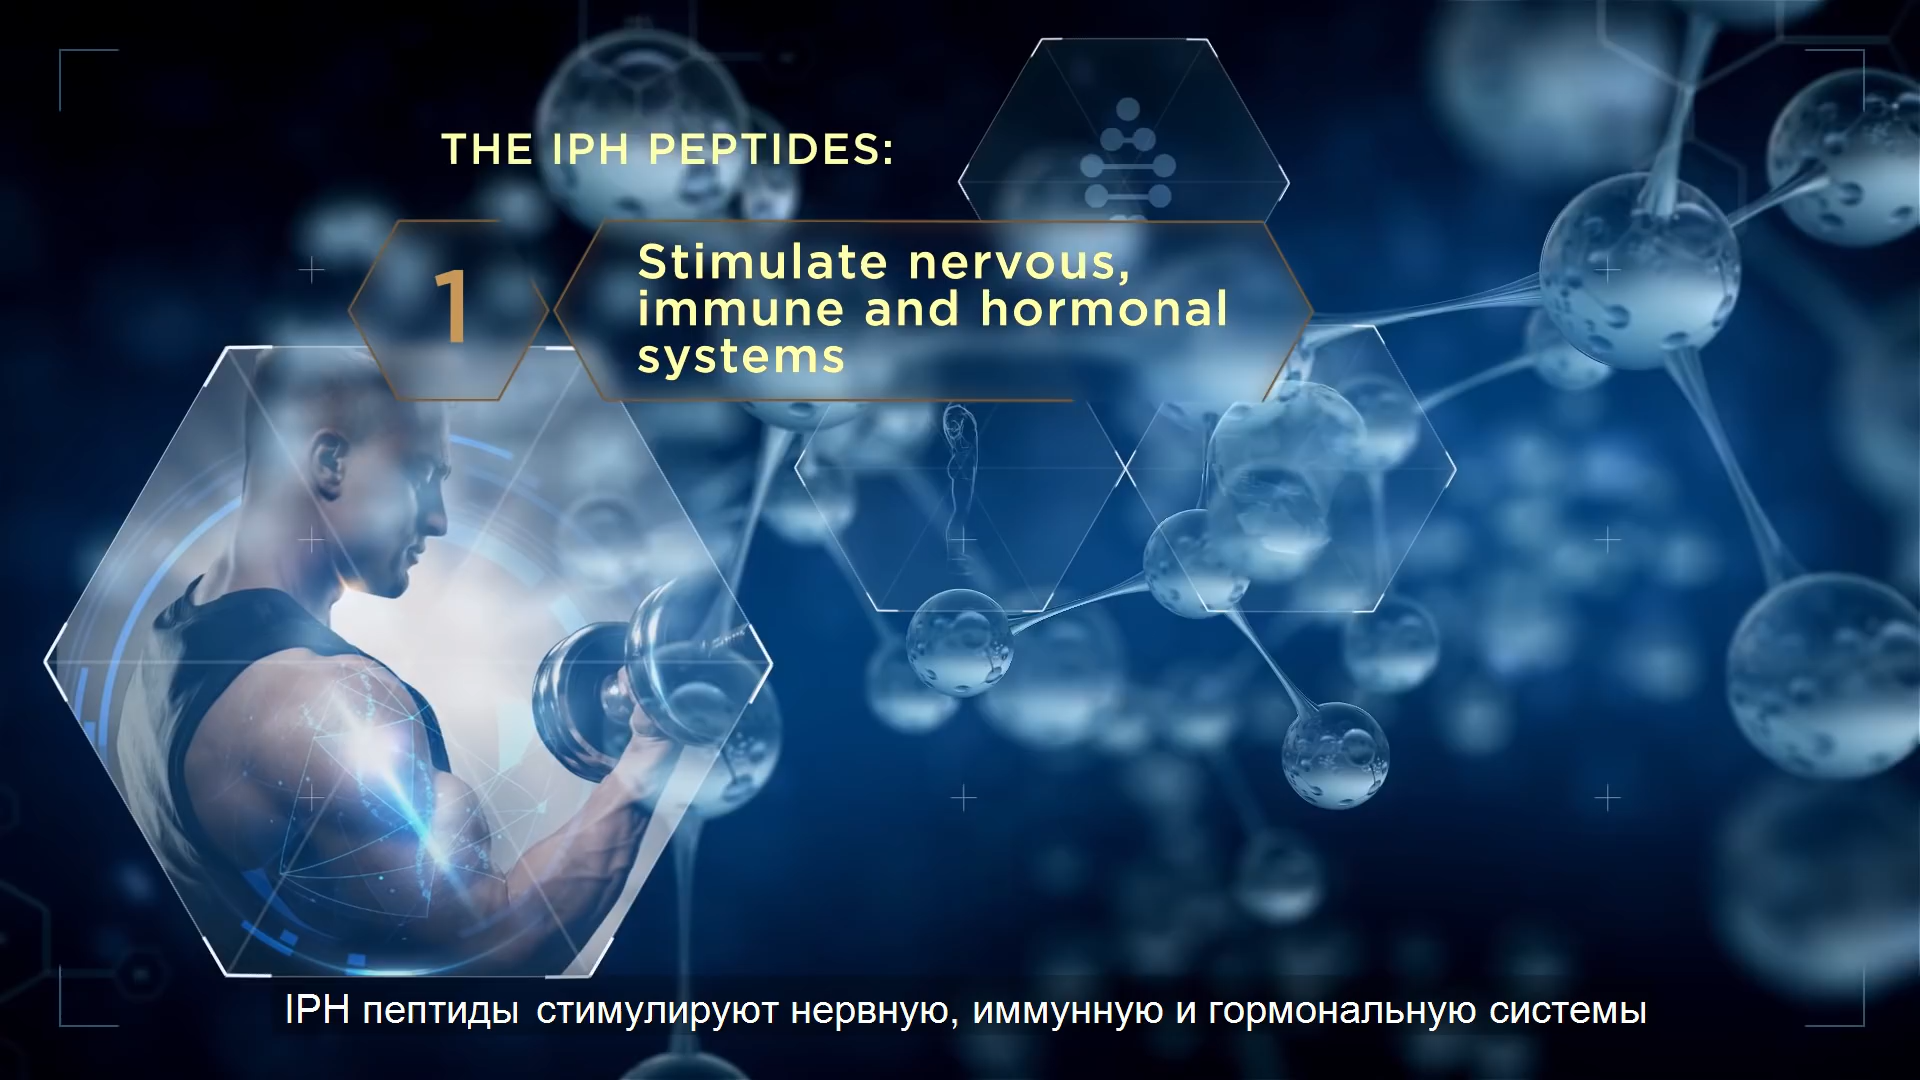 THE IPH PEPTIDES:
1
Stimulate nervous,
immune and hormonal
systems
IPH пептиды стимулируют нервную, иммунную и гормональную системы